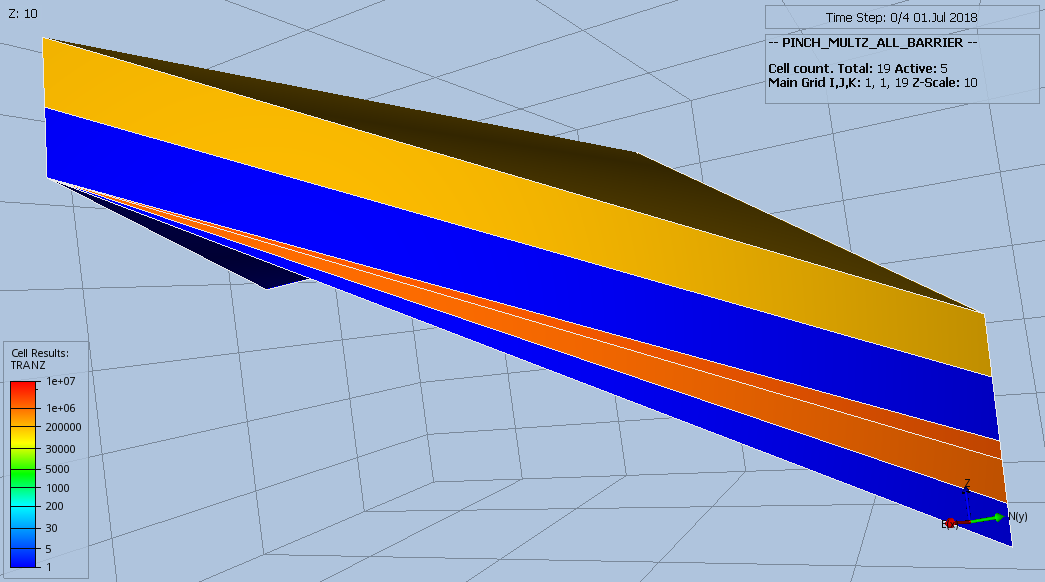 Z: 10
Time Step: 0/4 01.Jul 2018
-- PINCH_MULTZ_ALL_BARRIER --
Cell count. Total: 19 Active: 5
Main Grid I,J,K: 1, 1, 19 Z-Scale: 10
Cell Results:
TRANZ
1e+07
1e+06
200000
30000
5000
1000
200
30
5
1
Z
N(y)